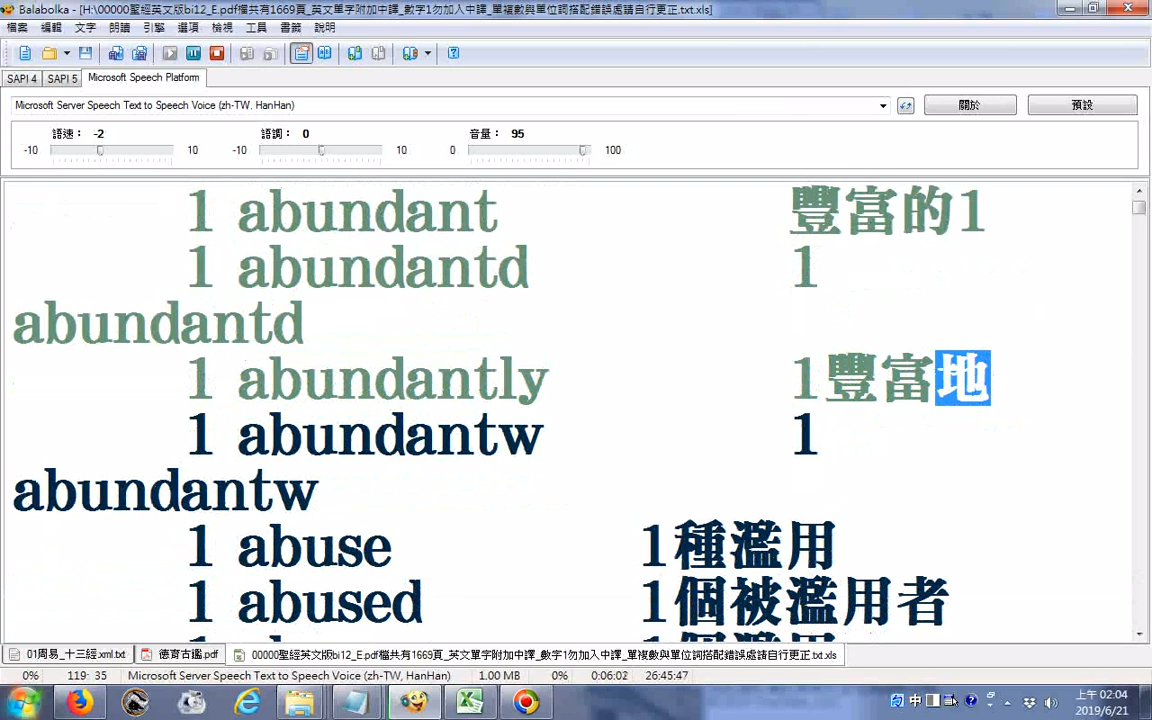 Balabolka - [H:\00000聖經英文版bi12_E.pdf檔共有1669頁_英文單字附加中譯_數字1勿加入中譯_單複數與單位詞搭配錯誤處請自行更正.txt.xls]
檔案 編輯 文字 朗讀 引擎 選項 檢視 工具 書籤 說明
SAPI 4 SAPI 5 Microsoft Speech Platform
Microsoft Server Speech Text to Speech Voice (zh-TW, HanHan) 關於 預設
語速： -2 語調： 0 音量： 95
-10 10 -10 10 0 100
1 abundant 豐富的1
1 abundantd 1
abundantd
1 abundantly 1豐富地
1 abundantw 1
abundantw
1 abuse 1種濫用
1 abused 1個被濫用者
01周易_十三經.xml.txt 德育古鑑.pdf 00000聖經英文版bi12_E.pdf檔共有1669頁_英文單字附加中譯_數字1勿加入中譯_單複數與單位詞搭配錯誤處請自行更正.txt.xls
0% 119: 35 Microsoft Server Speech Text to Speech Voice (zh-TW, HanHan) 1.00 MB 0% 0:06:02 26:45:47
中 上午 02:04
2019/6/21